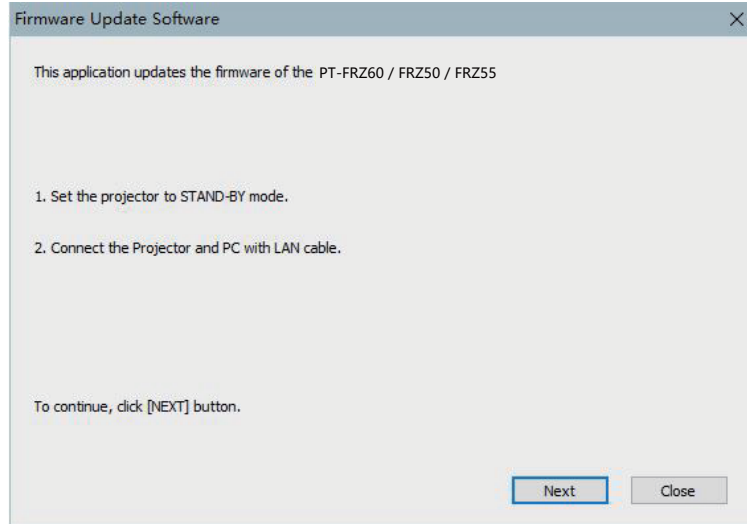 Firmware Update Software
This application updates the firmware of the PT-FRZ60 / FRZ50 / FRZ55
1. Set the projector to STAND-BY mode.
2. Connect the Projector and PC with LAN cable.
To continue, click [NEXT] button.
Next
Close